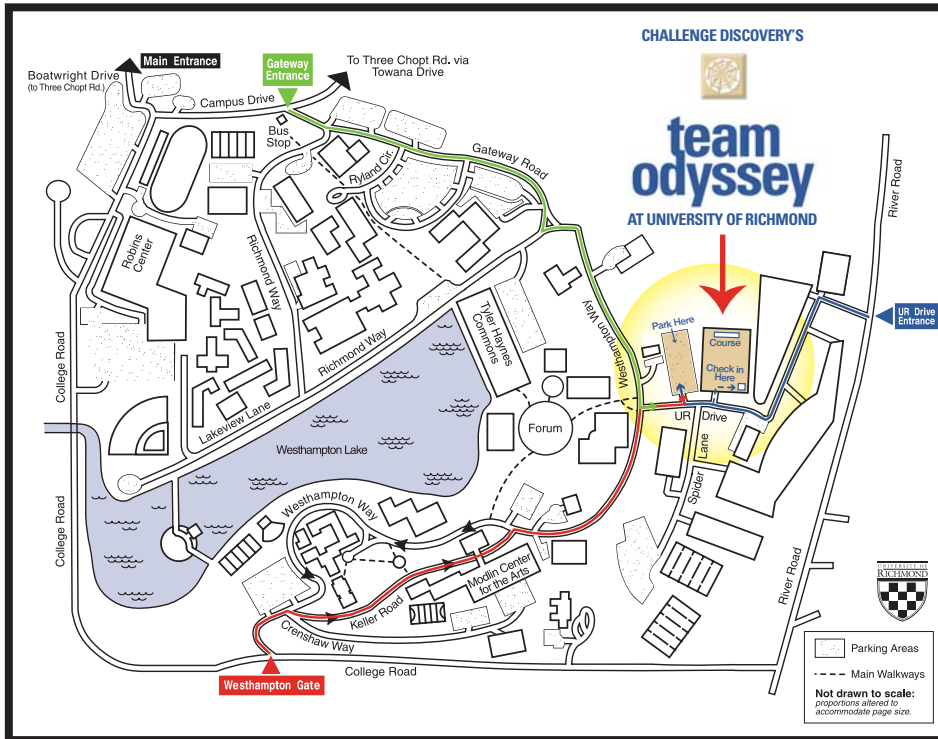 CHALLENGE DISCOVERY'S
team
odyssey
AT UNIVERSITY OF RICHMOND
Main Entrance
Boatwright Drive
(to Three Chopt Rd.)
Gateway
Entrance
To Three Chopt Rd. via
Towana Drive
Campus Drive
Bus
Stop
Ryland Cir.
Gateway Road
River Road
Robins
Center
Richmond Way
Richmond Way
Tyler Haynes
Commons
Westhampton Way
Park Here
Course
Check in
Here
UR Drive
Entrance
College Road
Lakeview Lane
Westhampton Lake
Forum
UR Drive
Spider Lane
College Road
Westhampton Way
Modlin Center
for the Arts
Keller Road
Crenshaw Way
College Road
Westhampton Gate
River Road
UNIVERSITY OF
RICHMOND
Parking Areas
Main Walkways
Not drawn to scale:
proportions altered to
accommodate page size.